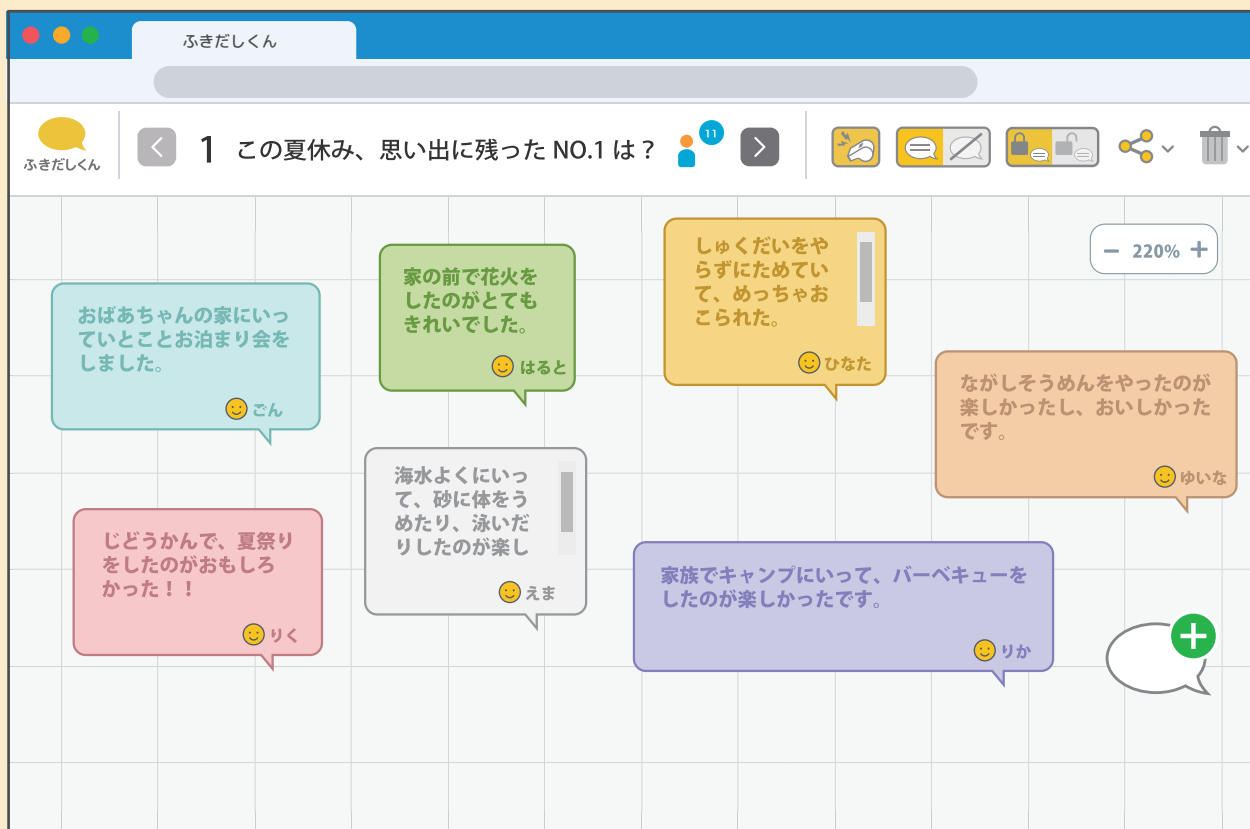 ふきだしくん
ふきだしくん
1 この夏休み、思い出に残った NO.1 は？
11
220%
おばあちゃんの家にいっ
ていとことお泊まり会を
しました。
ごん
家の前で花火を
したのがとても
きれいでした。
はると
しゅくだいをや
らずにためてい
て、めっちゃお
こられた。
ひなた
ながしそうめんをやったのが
楽しかったし、おいしかった
です。
ゆいな
じどうかんで、夏祭り
をしたのがおもしろ
かった！！
りく
海水よくにいっ
て、砂に体をう
めたり、泳いだ
りしたのが楽し
えま
家族でキャンプにいって、バーベキューを
したのが楽しかったです。
りか